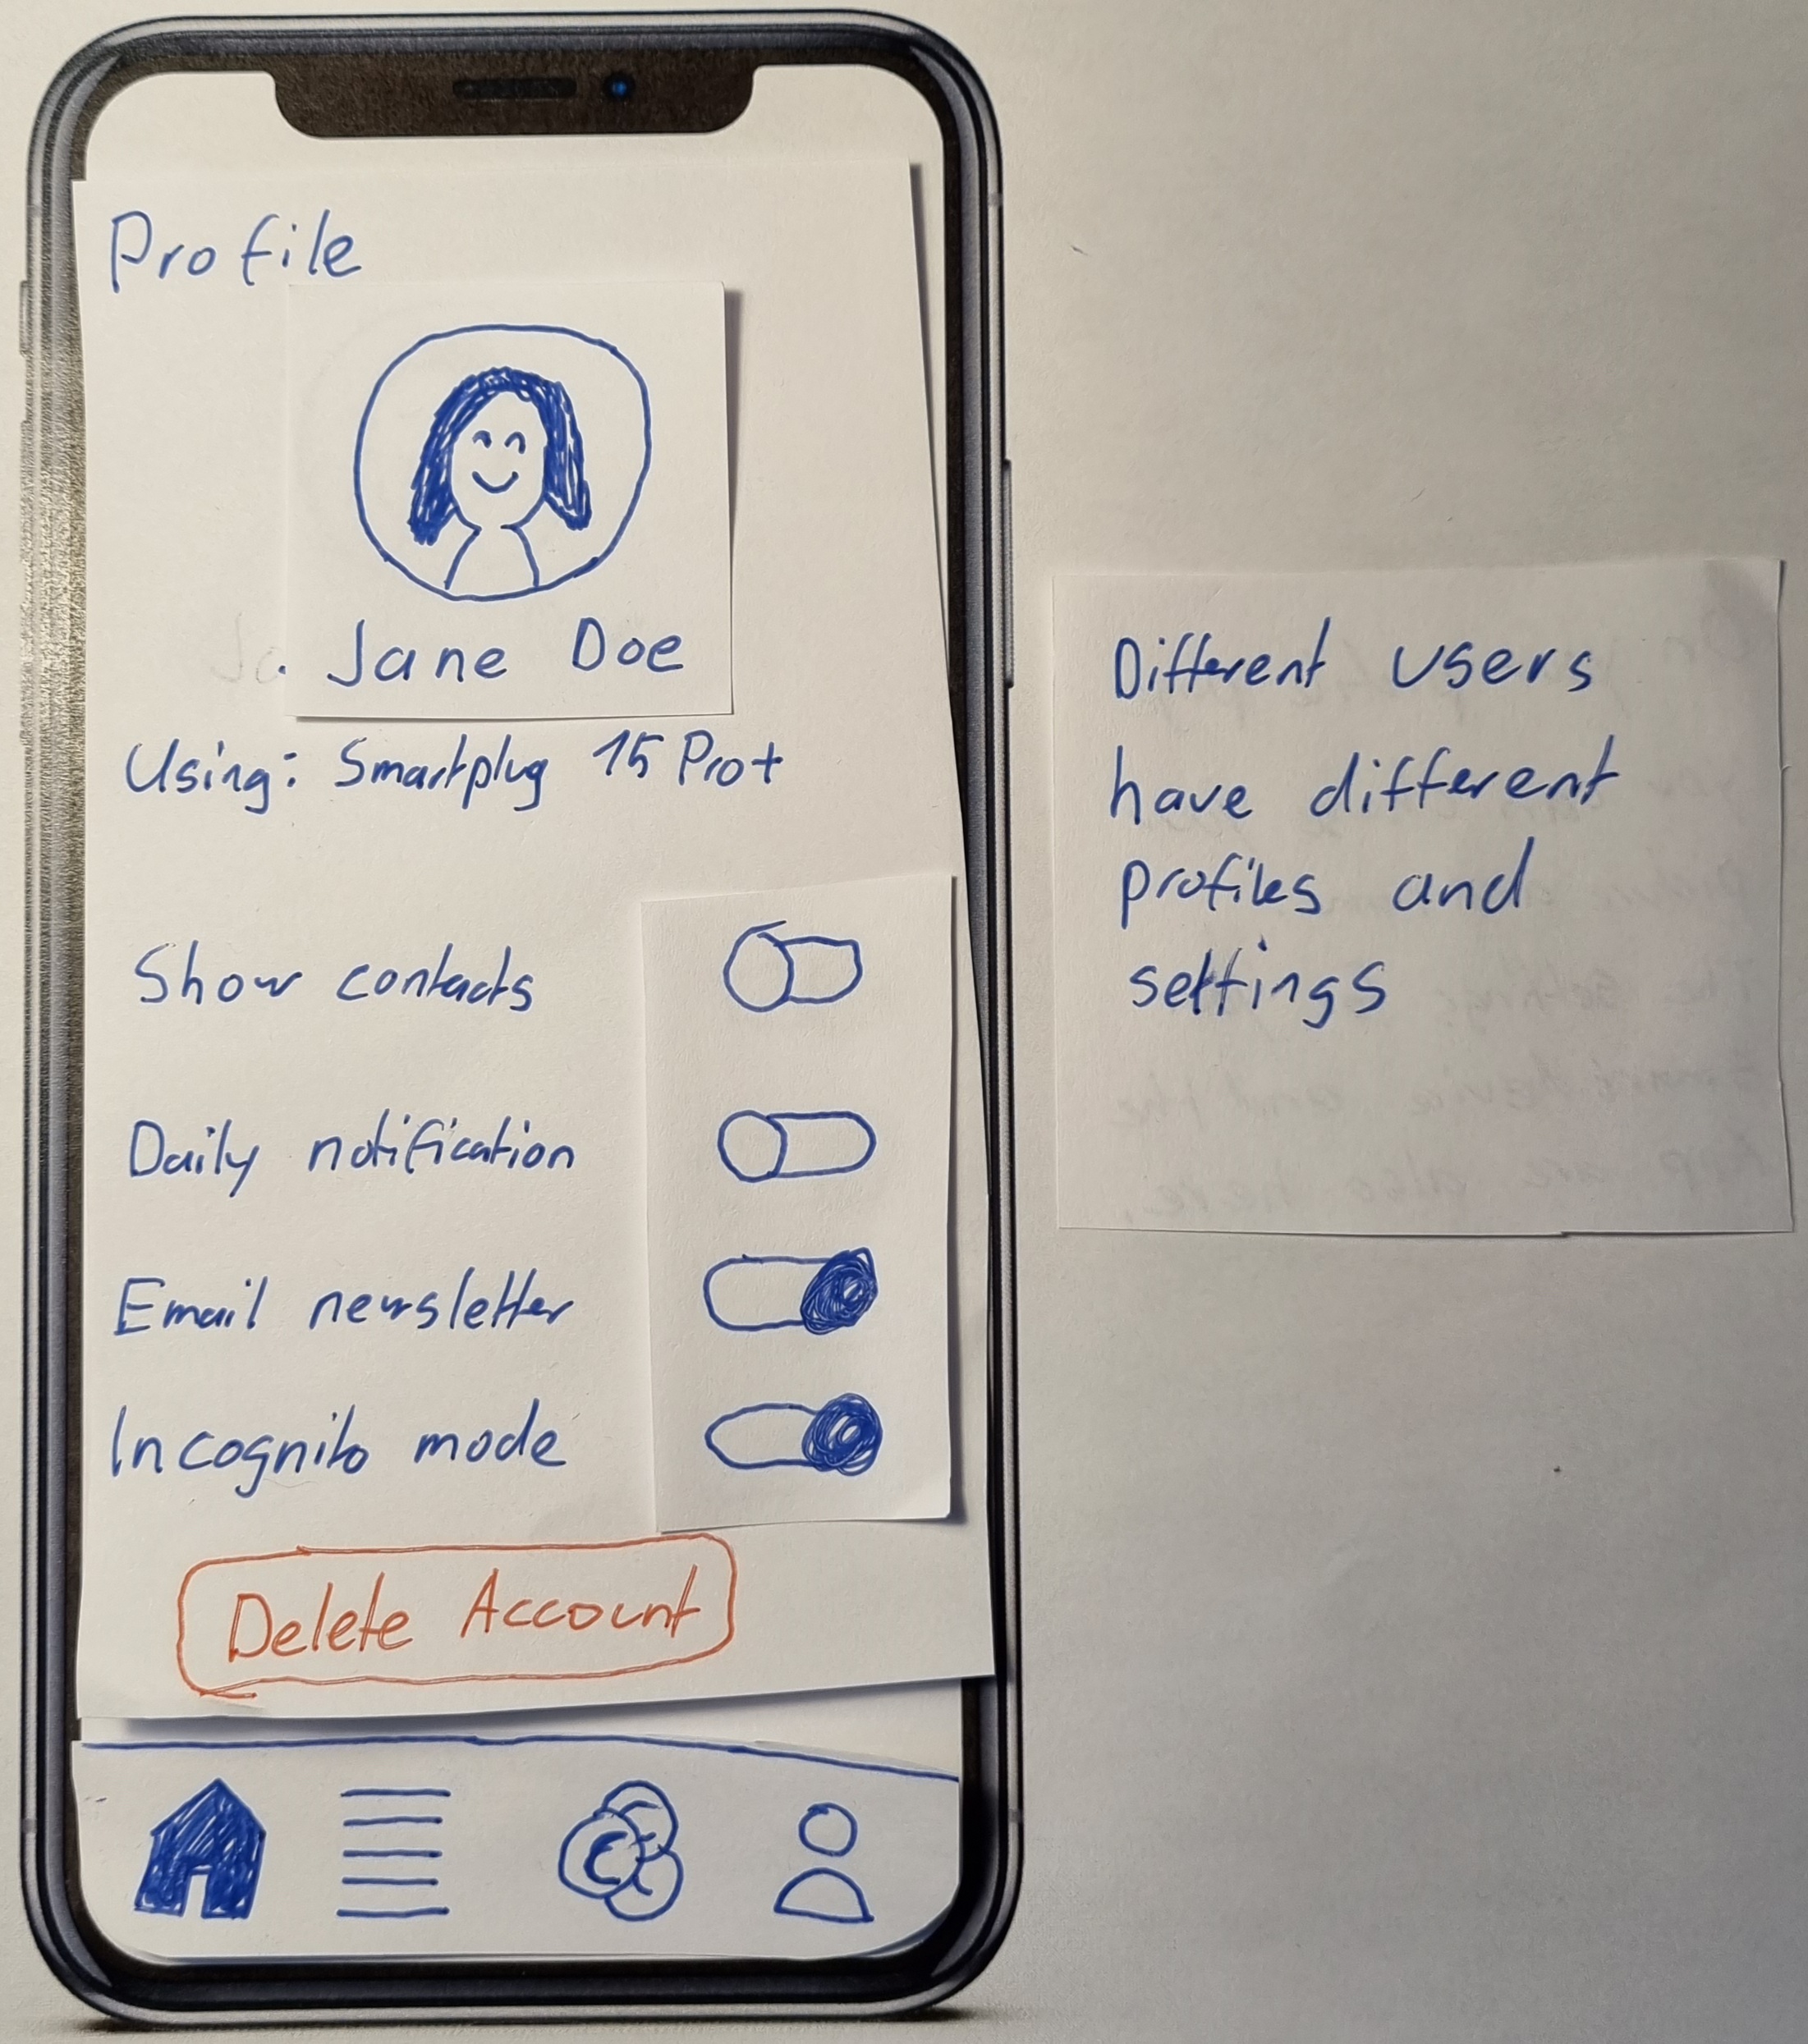 Profile
Jane Doe
Using: Smartplug 15 Pro+
Show contacts
Daily notification
Email newsletter
Incognito mode
Delete Account
Different users
have different
profiles and
settings